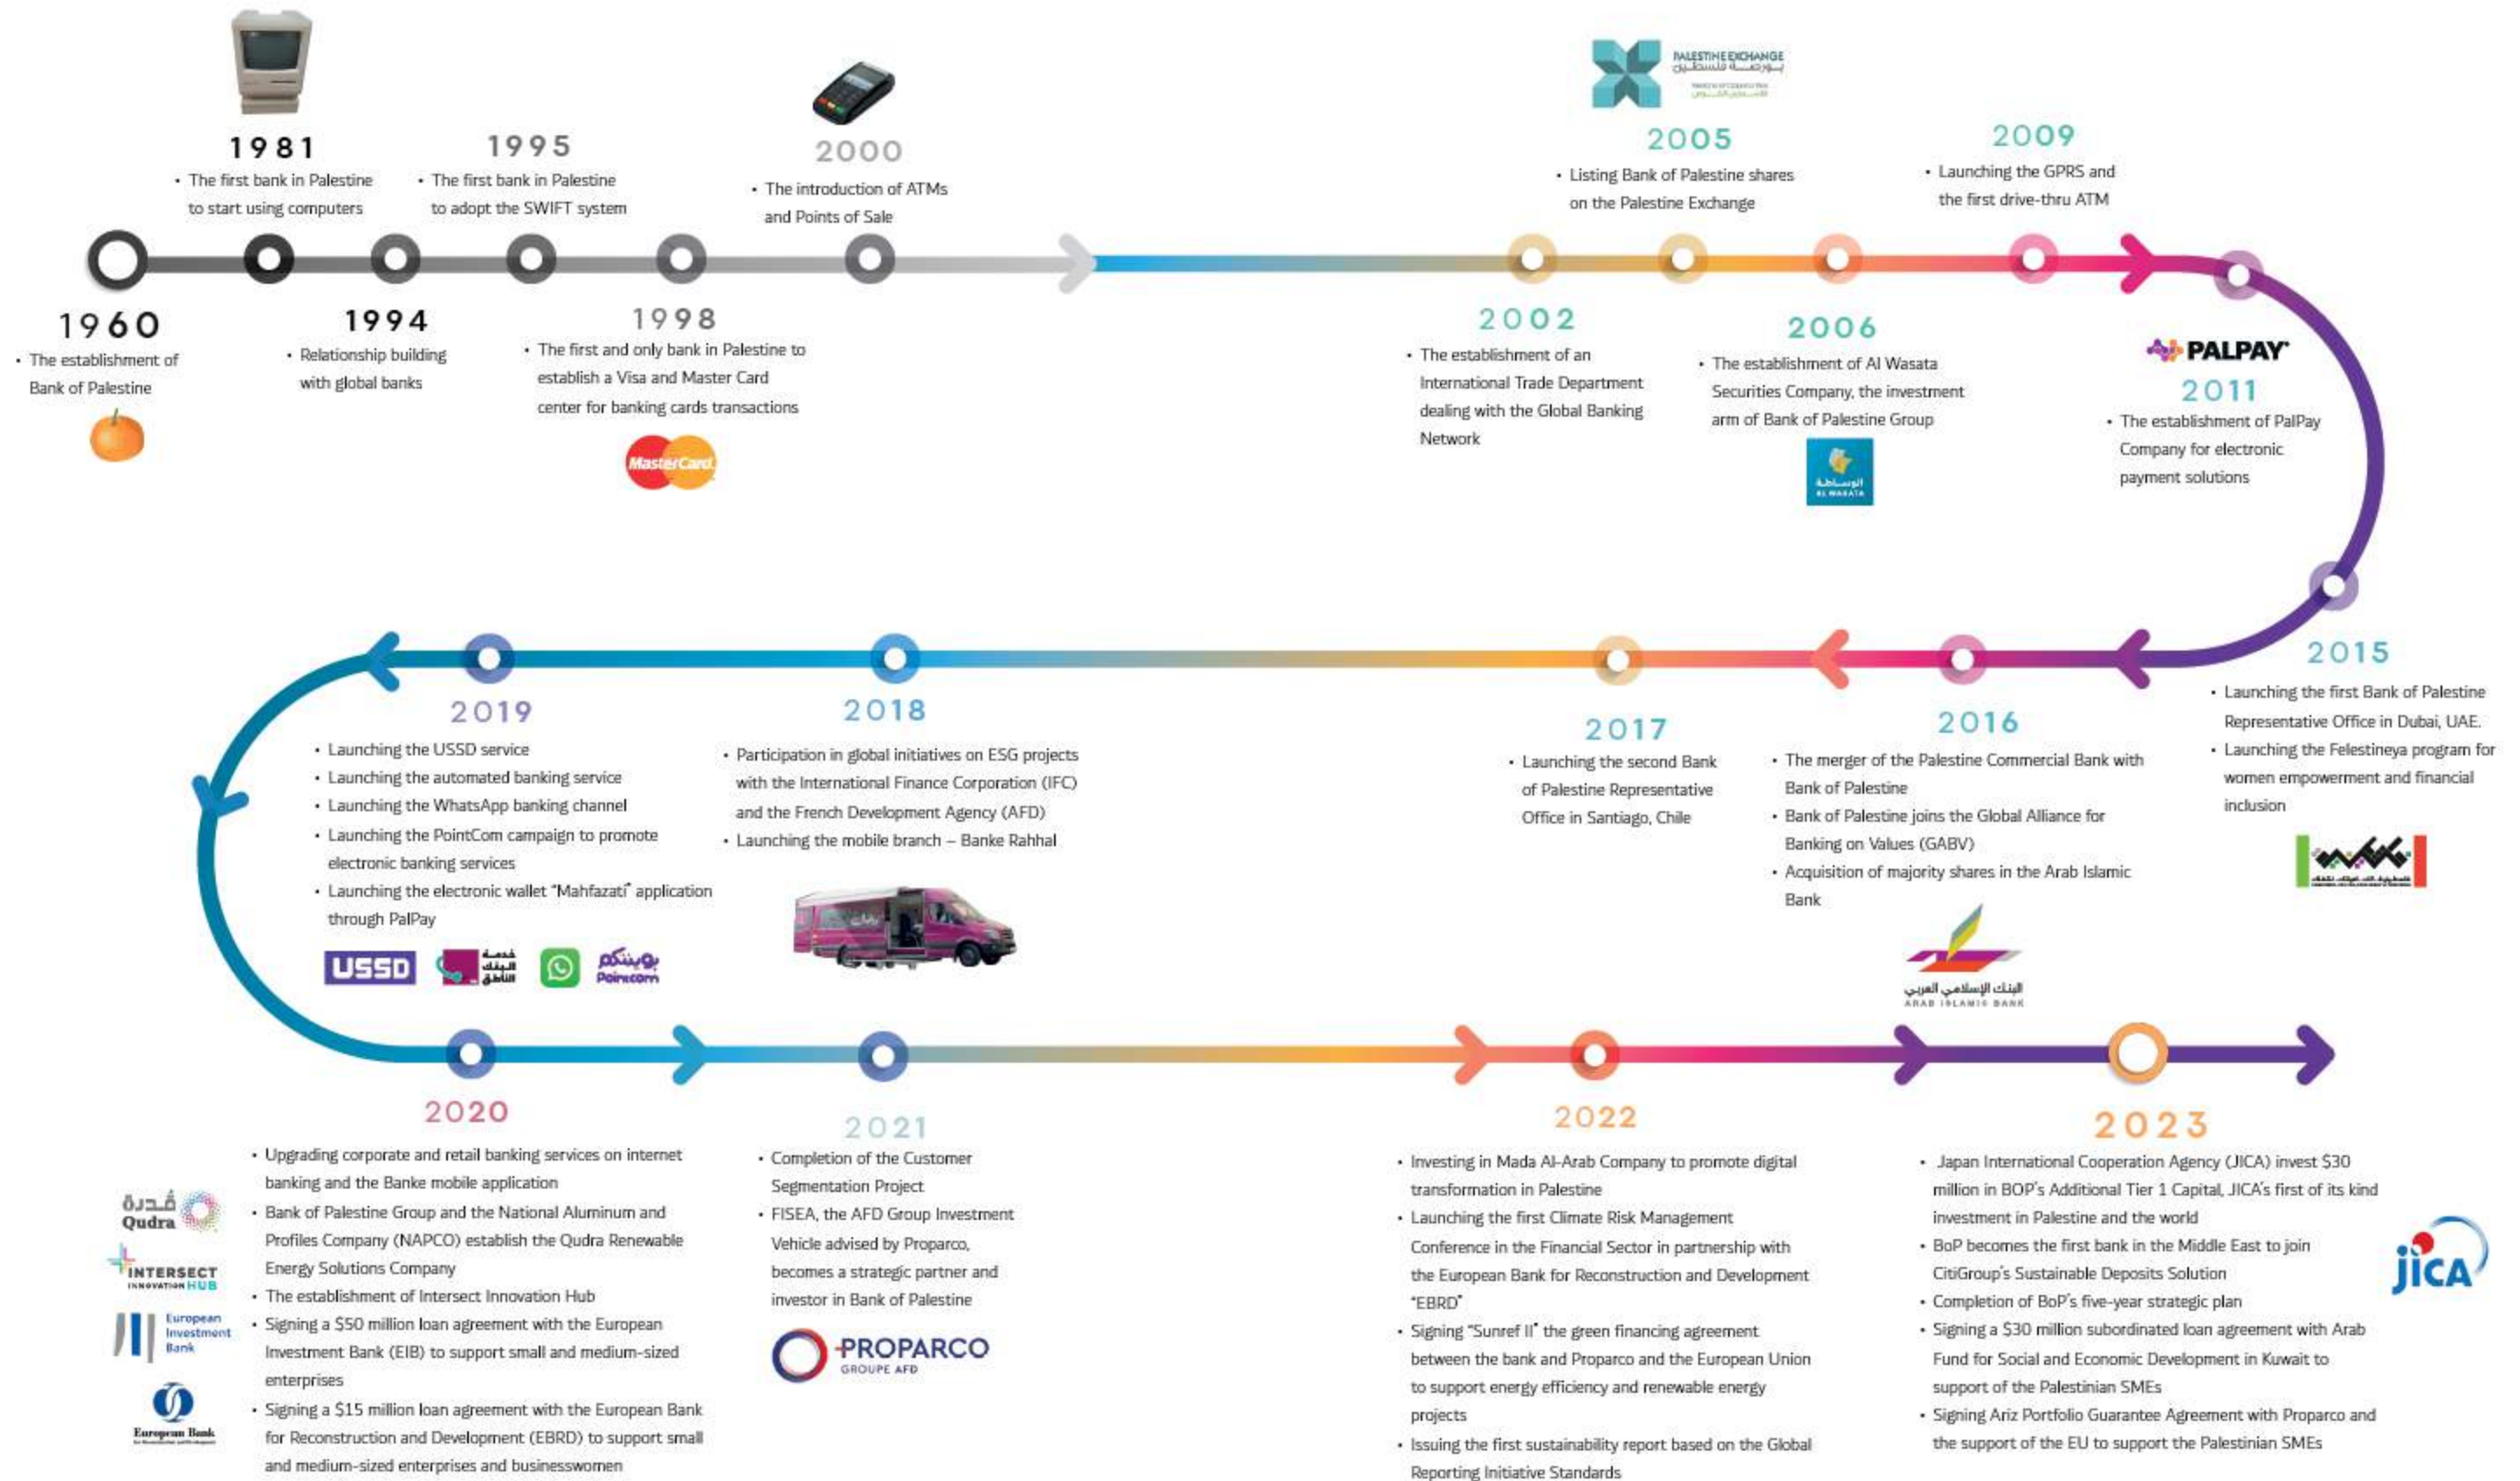 1981
• The first bank in Palestine
to start using computers
1995
• The first bank in Palestine
to adopt the SWIFT system
2000
• The introduction of ATMs
and Points of Sale
PALESTINE EXCHANGE
بورصة فلسطين
2005
• Listing Bank of Palestine shares
on the Palestine Exchange
2009
• Launching the GPRS and
the first drive-thru ATM
1960
• The establishment of
Bank of Palestine
1994
• Relationship building
with global banks
1998
• The first and only bank in Palestine to
establish a Visa and Master Card
center for banking cards transactions
MasterCard
2002
• The establishment of an
International Trade Department
dealing with the Global Banking
Network
2006
• The establishment of Al Wasata
Securities Company, the investment
arm of Bank of Palestine Group
الوساطة
AL WASATA
PALPAY
2011
• The establishment of PalPay
Company for electronic
payment solutions
2015
• Launching the first Bank of Palestine
Representative Office in Dubai, UAE.
• Launching the Felestineya program for
women empowerment and financial
inclusion
2016
• The merger of the Palestine Commercial Bank with
Bank of Palestine
• Bank of Palestine joins the Global Alliance for
Banking on Values (GABV)
• Acquisition of majority shares in the Arab Islamic
Bank
البنك الإسلامي العربي
ARAB ISLAMIC BANK
2017
• Launching the second Bank
of Palestine Representative
Office in Santiago, Chile
2018
• Participation in global initiatives on ESG projects
with the International Finance Corporation (IFC)
and the French Development Agency (AFD)
• Launching the mobile branch – Banke Rahhal
2019
• Launching the USSD service
• Launching the automated banking service
• Launching the WhatsApp banking channel
• Launching the PointCom campaign to promote
electronic banking services
• Launching the electronic wallet "Mahfazati" application
through PalPay
USSD
خدمة
البنك
الناطق
بوينتكم
Pointcom
2020
• Upgrading corporate and retail banking services on internet
banking and the Banke mobile application
• Bank of Palestine Group and the National Aluminum and
Profiles Company (NAPCO) establish the Qudra Renewable
Energy Solutions Company
• The establishment of Intersect Innovation Hub
• Signing a $50 million loan agreement with the European
Investment Bank (EIB) to support small and medium-sized
enterprises
• Signing a $15 million loan agreement with the European Bank
for Reconstruction and Development (EBRD) to support small
and medium-sized enterprises and businesswomen
قُدرة
Qudra
INTERSECT
INNOVATION HUB
European
Investment
Bank
European Bank
for Reconstruction and Development
2021
• Completion of the Customer
Segmentation Project
• FISEA, the AFD Group Investment
Vehicle advised by Proparco,
becomes a strategic partner and
investor in Bank of Palestine
PROPARCO
GROUPE AFD
2022
• Investing in Mada Al-Arab Company to promote digital
transformation in Palestine
• Launching the first Climate Risk Management
Conference in the Financial Sector in partnership with
the European Bank for Reconstruction and Development
"EBRD"
• Signing "Sunref II" the green financing agreement
between the bank and Proparco and the European Union
to support energy efficiency and renewable energy
projects
• Issuing the first sustainability report based on the Global
Reporting Initiative Standards
2023
• Japan International Cooperation Agency (JICA) invest $30
million in BOP's Additional Tier 1 Capital, JICA's first of its kind
investment in Palestine and the world
• BoP becomes the first bank in the Middle East to join
CitiGroup's Sustainable Deposits Solution
• Completion of BoP's five-year strategic plan
• Signing a $30 million subordinated loan agreement with Arab
Fund for Social and Economic Development in Kuwait to
support of the Palestinian SMEs
• Signing Ariz Portfolio Guarantee Agreement with Proparco and
the support of the EU to support the Palestinian SMEs
jica